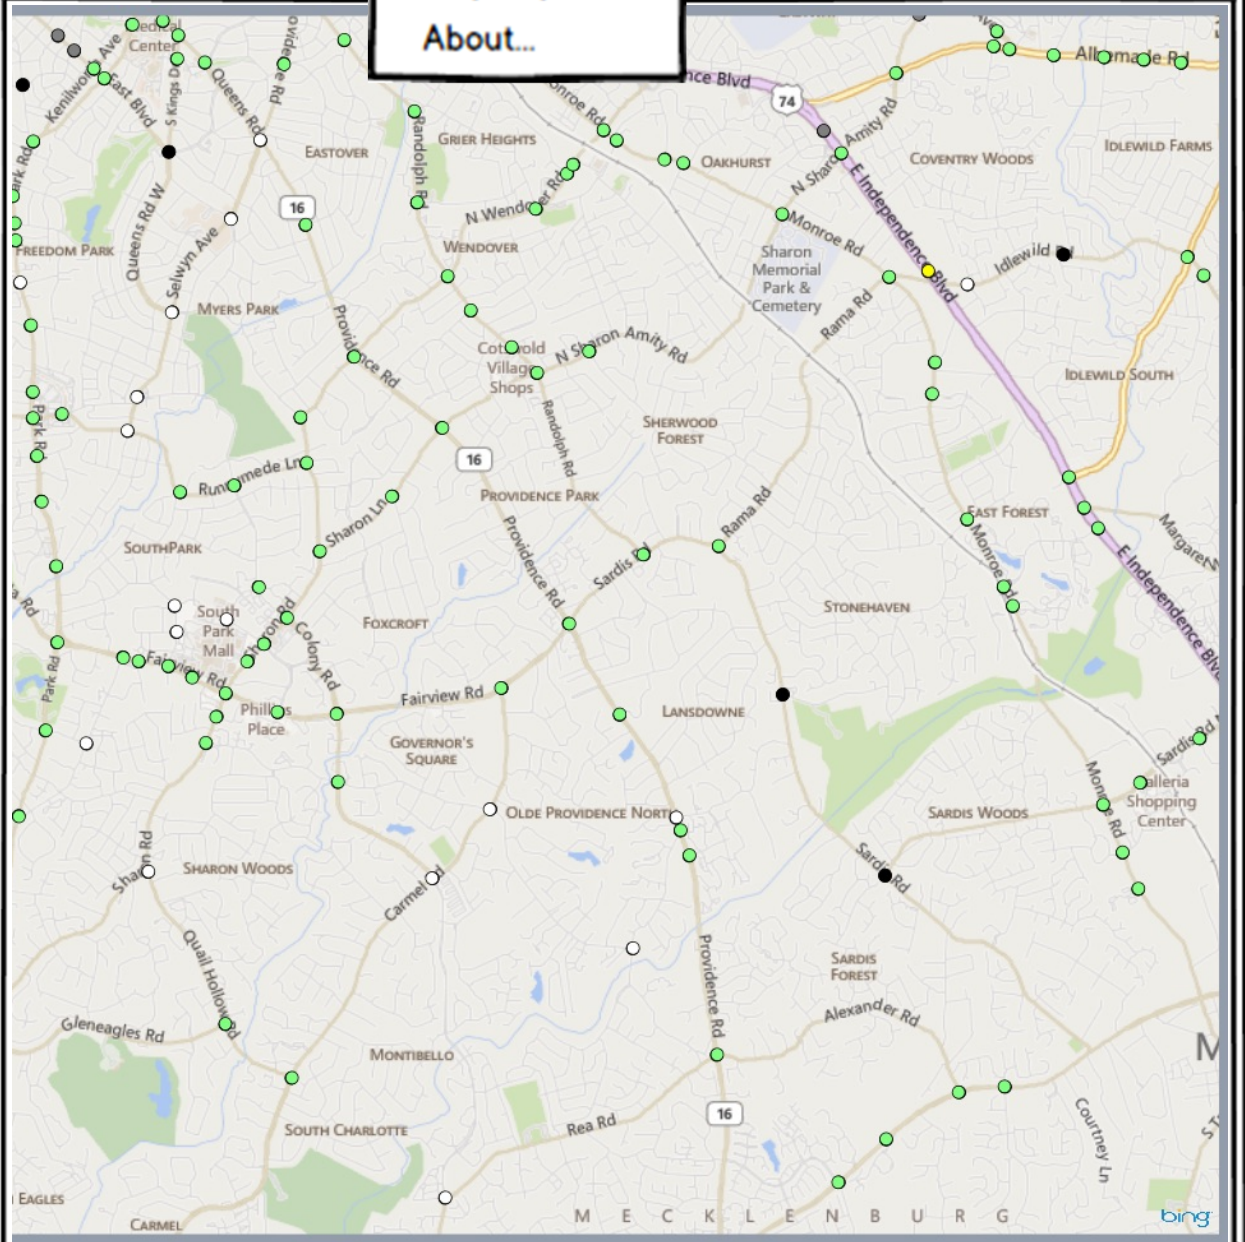 About...
Medical
Center
Kenilworth Ave
East Blvd
S Kings Dr
Queens Rd
Providence Rd
nce Blvd
Monroe Rd
74
Albemarle Rd
GRIER HEIGHTS
EASTOVER
Randolph Rd
OAKHURST
N Sharon Amity Rd
COVENTRY WOODS
IDLEWILD FARMS
Park Rd
Queens Rd W
Selwyn Ave
16
N Wendover Rd
E Independence Blvd
Monroe Rd
FREEDOM PARK
WENDOVER
Sharon
Memorial
Park &
Cemetery
Idlewild Rd
MYERS PARK
Providence Rd
Rama Rd
N Sharon Amity Rd
Cotswold
Village
Shops
IDLEWILD SOUTH
Park Rd
Randolph Rd
SHERWOOD
FOREST
16
Runnymede Ln
PROVIDENCE PARK
Sharon Ln
Rama Rd
EAST FOREST
Monroe Rd
SOUTHPARK
Providence Rd
Sardis Rd
E Independence Blvd
a Rd
South
Park
Mall
Sharon Rd
Colony Rd
FOXCROFT
STONEHAVEN
Park Rd
Fairview Rd
Fairview Rd
Phillips
Place
LANSDOWNE
GOVERNOR'S
SQUARE
Sardis Rd
Monroe Rd
Galleria
Shopping
Center
OLDE PROVIDENCE NORTH
SARDIS WOODS
Sharon Rd
SHARON WOODS
Carmel Rd
Sardis Rd
Quail Hollow Rd
Providence Rd
SARDIS
FOREST
Alexander Rd
Gleneagles Rd
MONTIBELLO
M
16
SOUTH CHARLOTTE
Rea Rd
Courtney Ln
EAGLES
CARMEL
M E C K L E N B U R G
bing